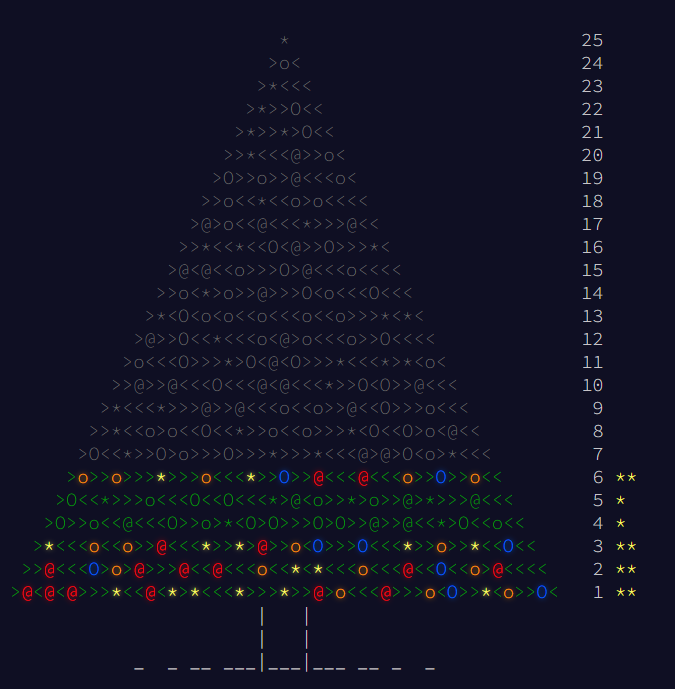 *                         25
>o<                        24
>*<<<                       23
>*>>O<<                      22
>*>>*>O<<                     21
>>*<<<@>>o<                    20
>O>>o>>@<<<o<                   19
>>o<<*<<o>o<<<<                  18
>@>o<<@<<<*>>>@<<                 17
>>*<<*<<O<@>>O>>>*<                16
>@<@<<o>>>O>@<<<o<<<<               15
>>o<*>o>>@>>>O<o<<<O<<<              14
>*<O<o<o<<o<<<o<<o>>>*<*<             13
>@>>O<<*<<<o<@>o<<<o>>O<<<<            12
>o<<<O>>>*>O<@<O>>>*<<<*>*<o<           11
>>@>>@<<<O<<<@<@<<<*>>O<O>>@<<<          10
>*<<<*>>>@>>@<<<o<<o>>@<<O>>>o<<<          9
>>*<<o>o<<O<<*>>o<<o>>>*<<O<O>o<@<<         8
>O<<*>>O>o>>>O>>>*>>>*<<<@>@<O<o>*<<<        7
>o>>o>>>*>>>o<<<*>>O>>@<<<@<<<o>>O>>o<<       6 **
>O<<*>>>o<<<O<<O<<<*>@<o>>*>o>>@>*>>>@<<<      5 *
>O>>o<<@<<<O>>o>*<O>O>>>O>O>>@>>@>>*<O<<o<<     4 *
>*<<<o>>o>>@<<<*>>*>@>>o<O>>>O<<<*>>o>>*<<O<<    3 **
>>@<<<O>o>@>>>@<<@<<<o>>*<*<<<o<<<@<<O<<o>@<<<<   2 **
>@<@<@>>>*<<@<*>*<<<*>>>*>>@>o<<<@>>>o<O>>*>o>>O<  1 **
|   |
|   |
_  _ __ ___|___|___ __ _  _